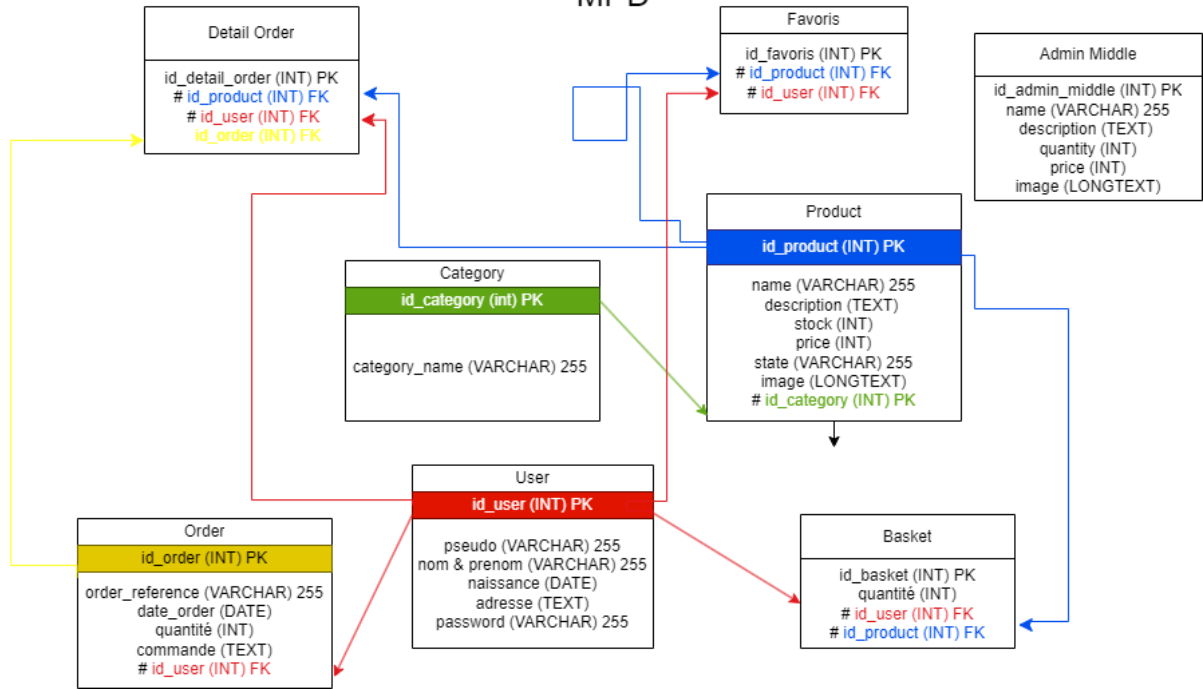 MPD
Detail Order
id_detail_order (INT) PK
# id_product (INT) FK
# id_user (INT) FK
id_order (INT) FK
Favoris
id_favoris (INT) PK
# id_product (INT) FK
# id_user (INT) FK
Admin Middle
id_admin_middle (INT) PK
name (VARCHAR) 255
description (TEXT)
quantity (INT)
price (INT)
image (LONGTEXT)
Product
id_product (INT) PK
name (VARCHAR) 255
description (TEXT)
stock (INT)
price (INT)
state (VARCHAR) 255
image (LONGTEXT)
# id_category (INT) PK
Category
id_category (int) PK
category_name (VARCHAR) 255
User
id_user (INT) PK
pseudo (VARCHAR) 255
nom & prenom (VARCHAR) 255
naissance (DATE)
adresse (TEXT)
password (VARCHAR) 255
Order
id_order (INT) PK
order_reference (VARCHAR) 255
date_order (DATE)
quantité (INT)
commande (TEXT)
# id_user (INT) FK
Basket
id_basket (INT) PK
quantité (INT)
# id_user (INT) FK
# id_product (INT) FK